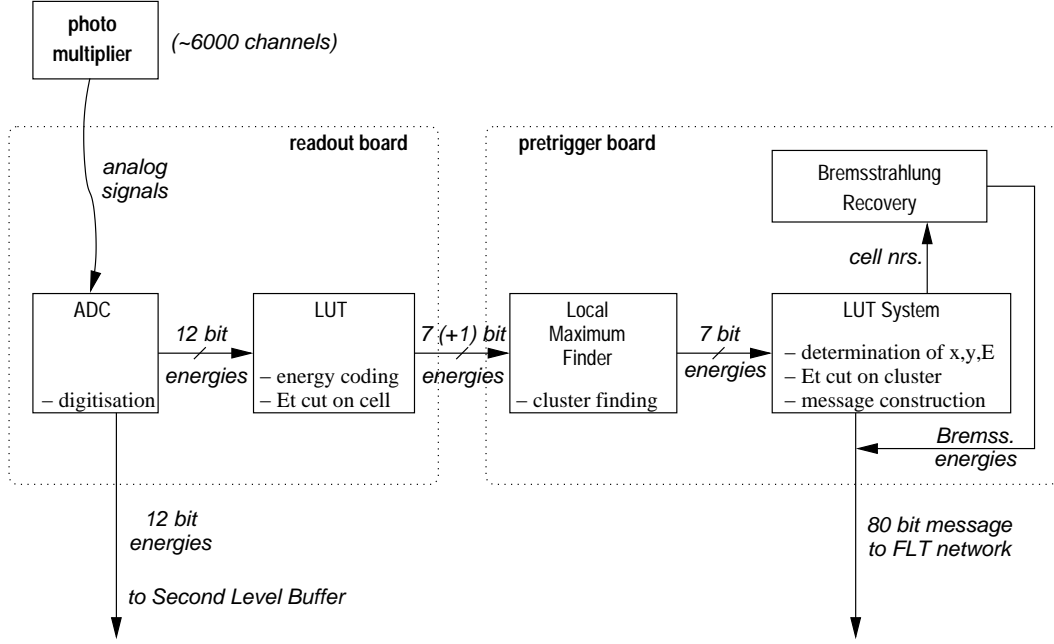 photo
multiplier
(~6000 channels)
readout board
pretrigger board
analog
signals
Bremsstrahlung
Recovery
cell nrs.
ADC
– digitisation
12 bit
energies
LUT
– energy coding
– Et cut on cell
7 (+1) bit
energies
Local
Maximum
Finder
– cluster finding
7 bit
energies
LUT System
– determination of x,y,E
– Et cut on cluster
– message construction
Bremss.
energies
12 bit
energies
to Second Level Buffer
80 bit message
to FLT network